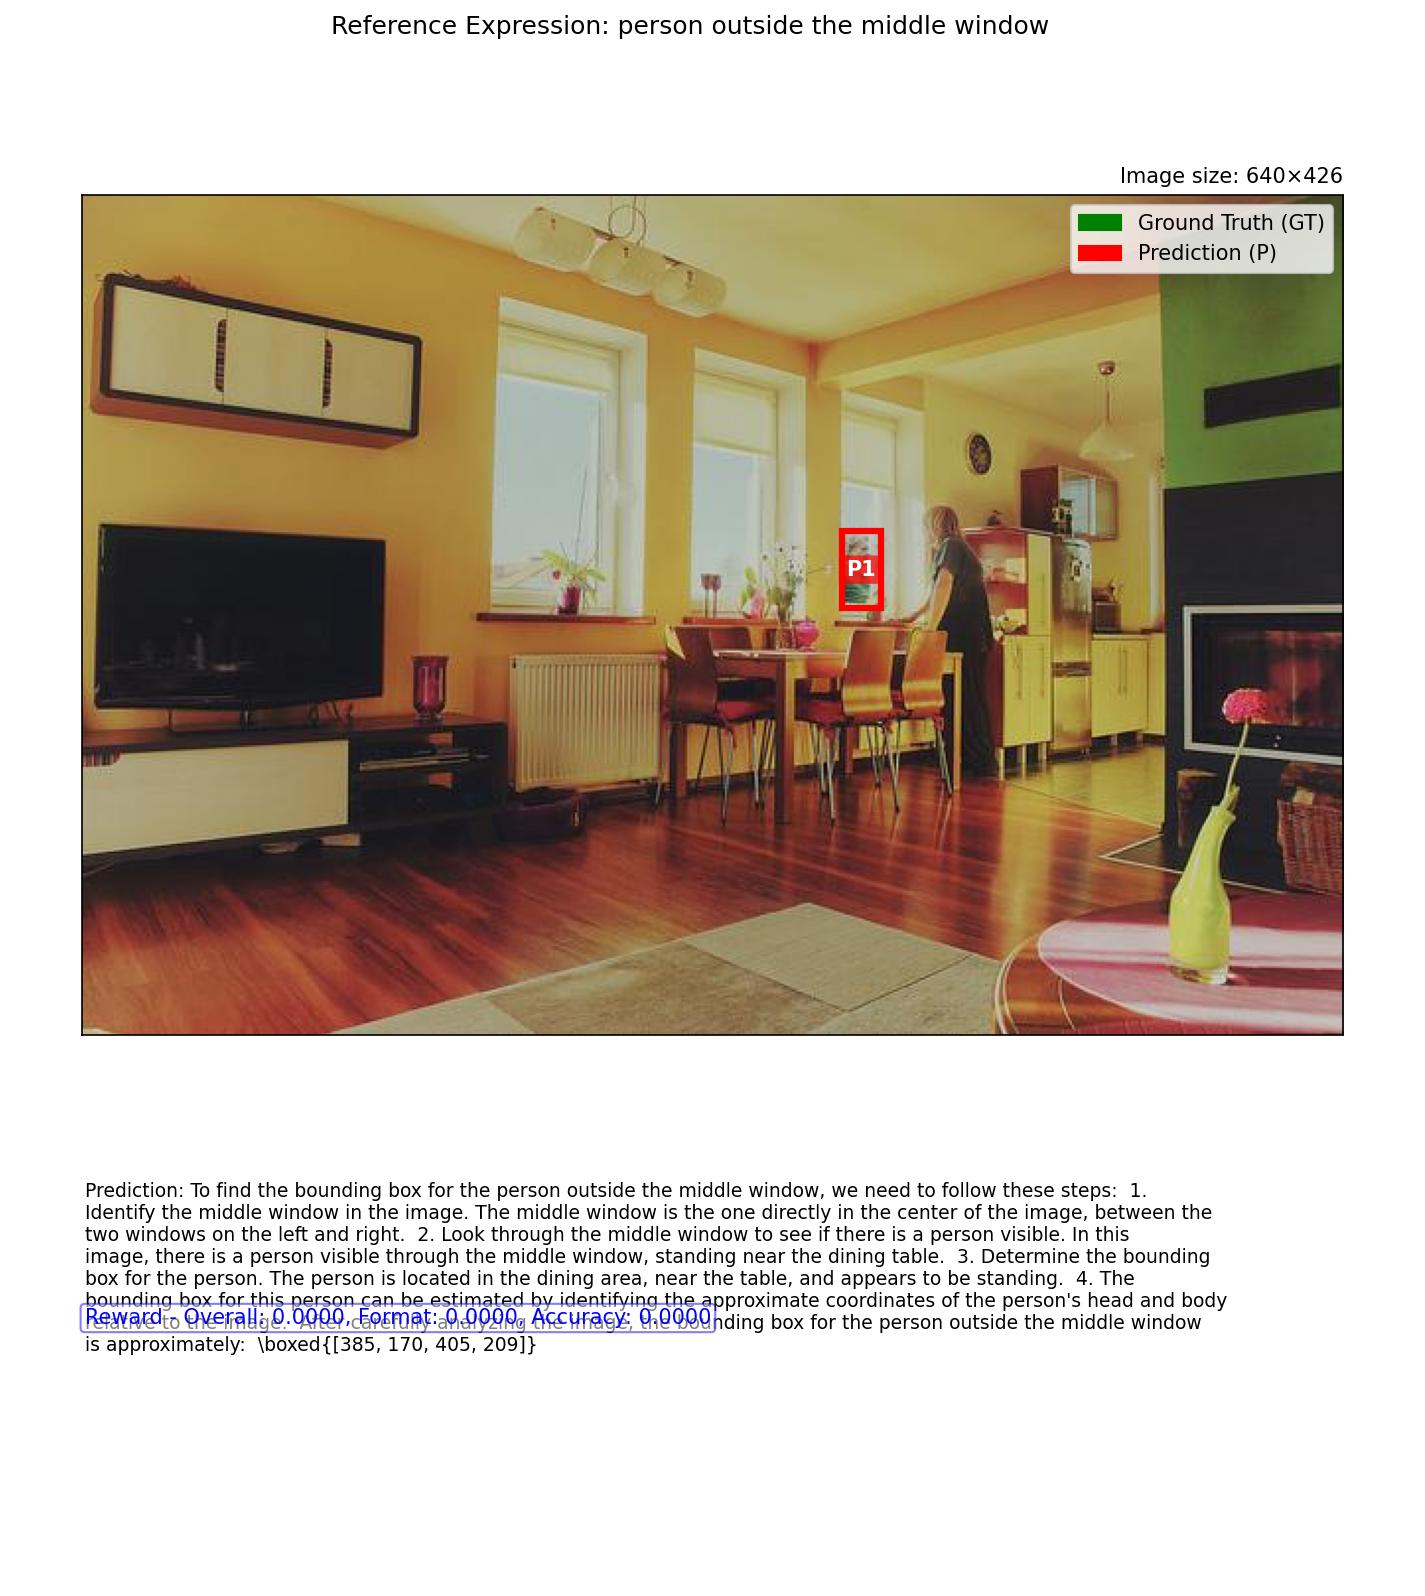 Reference Expression: person outside the middle window
Image size: 640×426
Ground Truth (GT)
Prediction (P)
P1
Prediction: To find the bounding box for the person outside the middle window, we need to follow these steps:  1.
Identify the middle window in the image. The middle window is the one directly in the center of the image, between the
two windows on the left and right.  2. Look through the middle window to see if there is a person visible. In this
image, there is a person visible through the middle window, standing near the dining table.  3. Determine the bounding
box for the person. The person is located in the dining area, near the table, and appears to be standing.  4. The
bounding box for this person can be estimated by identifying the approximate coordinates of the person's head and body
relative to the image.  After carefully analyzing the image, the bounding box for the person outside the middle window
Reward - Overall: 0.0000, Format: 0.0000, Accuracy: 0.0000
is approximately:  \boxed{[385, 170, 405, 209]}